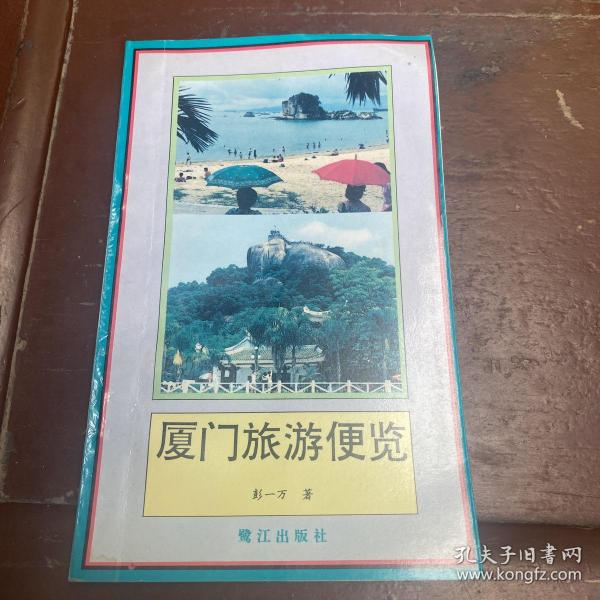 厦门旅游便览
彭一万 著
鹭江出版社
孔夫子旧书网
www.kongfz.com